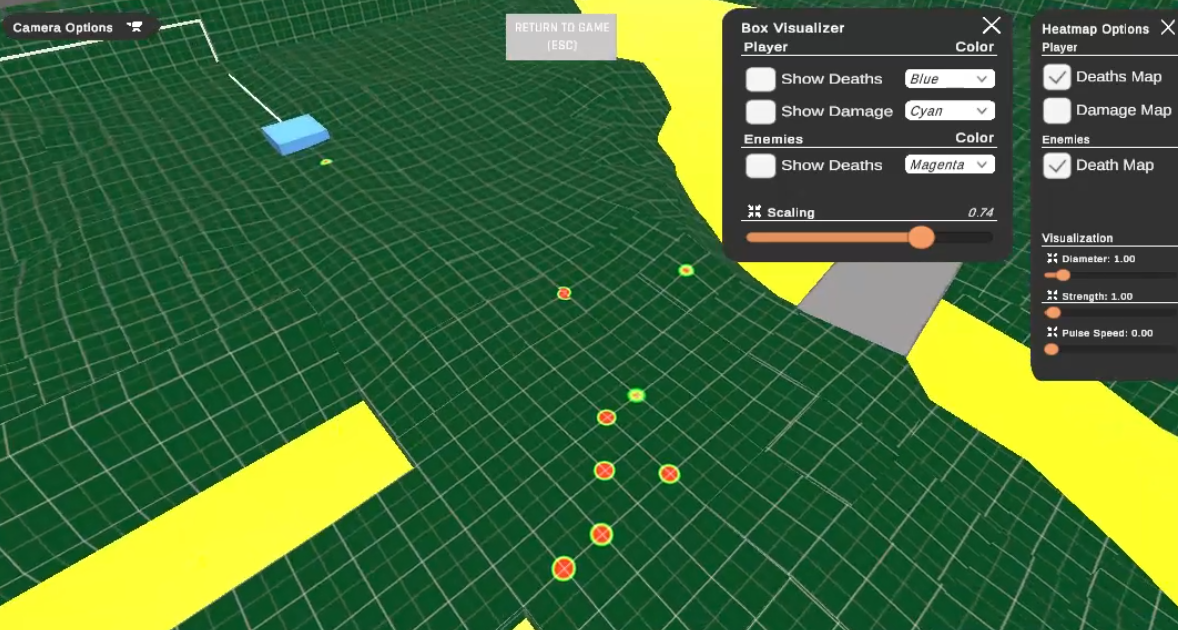 Camera Options
RETURN TO GAME
(ESC)
Box Visualizer
Player Color
Show Deaths Blue
Show Damage Cyan
Enemies Color
Show Deaths Magenta
Scaling 0.74
Heatmap Options
Player
Deaths Map
Damage Map
Enemies
Death Map
Visualization
Diameter: 1.00
Strength: 1.00
Pulse Speed: 0.00